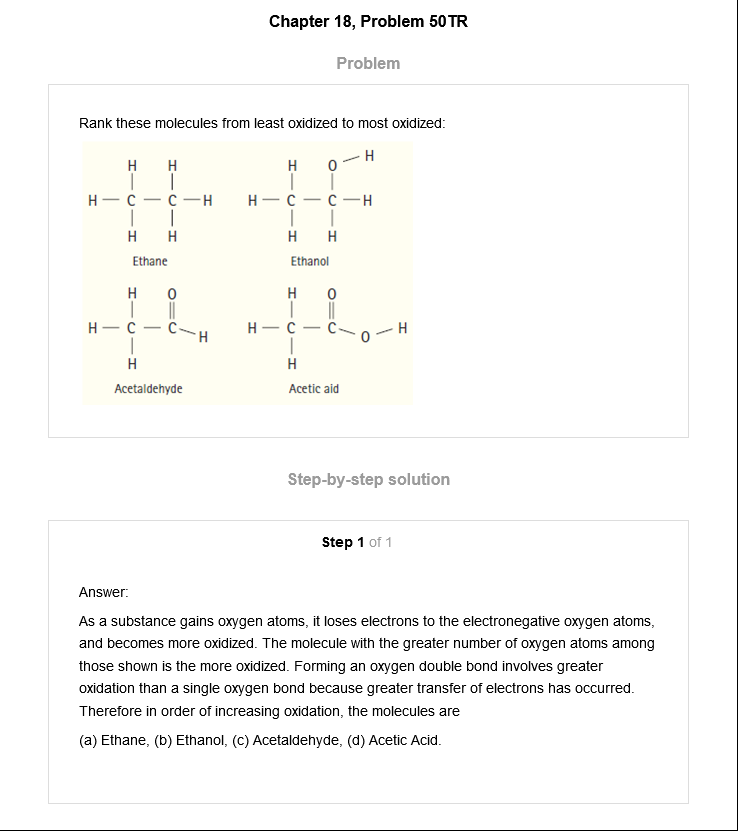 Chapter 18, Problem 50TR
Problem
Rank these molecules from least oxidized to most oxidized:
H H
H — C — C — H
H H
Ethane
H O — H
H — C — C — H
H H
Ethanol
H O
H — C — C H
H
Acetaldehyde
H O
H — C — C O — H
H
Acetic aid
Step-by-step solution
Step 1 of 1
Answer:
As a substance gains oxygen atoms, it loses electrons to the electronegative oxygen atoms,
and becomes more oxidized. The molecule with the greater number of oxygen atoms among
those shown is the more oxidized. Forming an oxygen double bond involves greater
oxidation than a single oxygen bond because greater transfer of electrons has occurred.
Therefore in order of increasing oxidation, the molecules are
(a) Ethane, (b) Ethanol, (c) Acetaldehyde, (d) Acetic Acid.